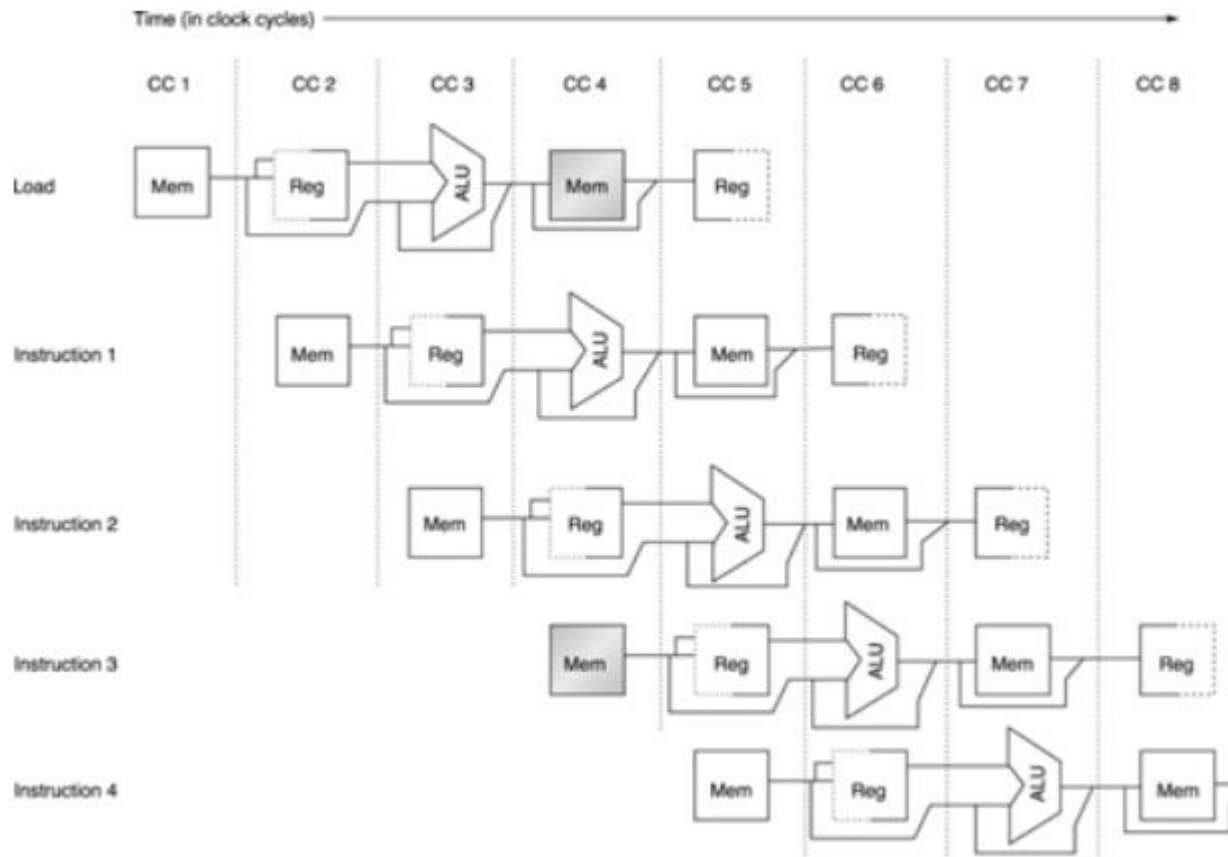 Time (in clock cycles)
CC 1 CC 2 CC 3 CC 4 CC 5 CC 6 CC 7 CC 8
Load Mem Reg ALU Mem Reg
Instruction 1 Mem Reg ALU Mem Reg
Instruction 2 Mem Reg ALU Mem Reg
Instruction 3 Mem Reg ALU Mem Reg
Instruction 4 Mem Reg ALU Mem